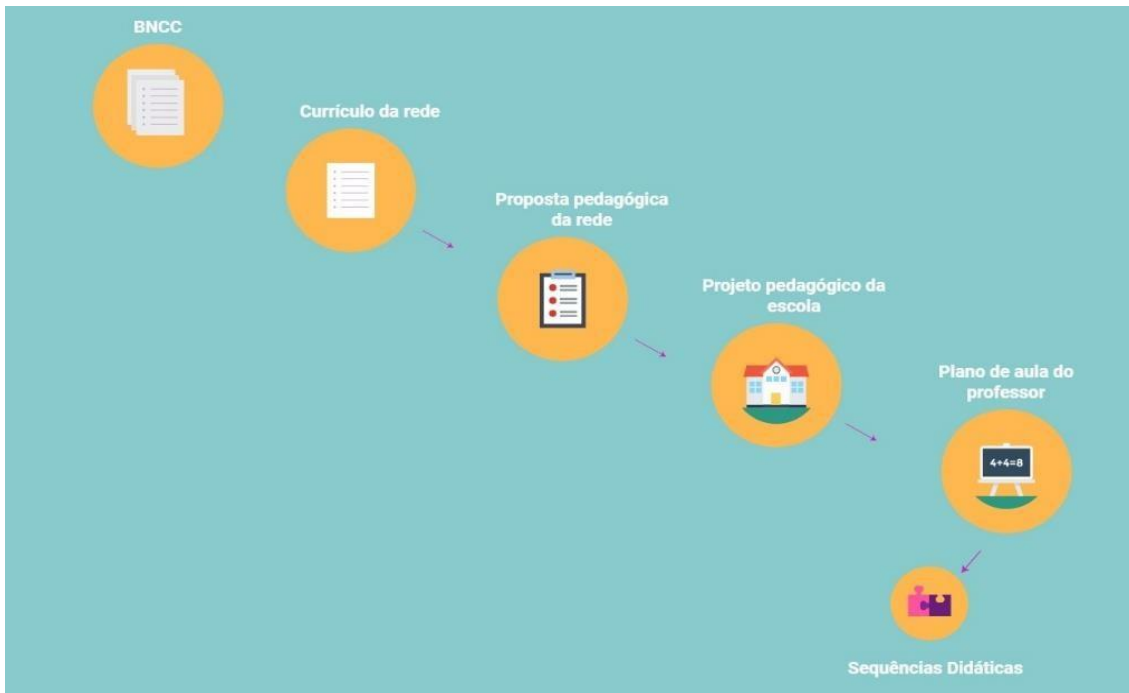 BNCC
Currículo da rede
Proposta pedagógica
da rede
Projeto pedagógico da
escola
Plano de aula do
professor
4+4=8
Sequências Didáticas